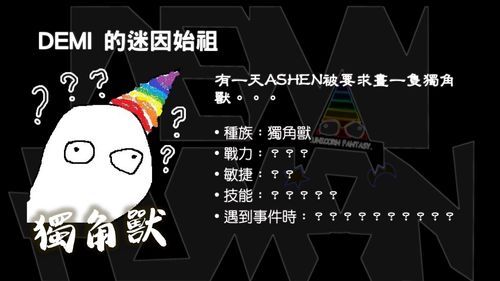 DEMI 的迷因始祖
有一天ASHEN被要求畫一隻獨角
獸。。。
• 種族：獨角獸
• 戰力：？？？
• 敏捷：？？
• 技能：？？？？？
• 遇到事件時：？？？？？？？？？？
? ? ? ? ?
獨角獸
UNICORN FANTASY.